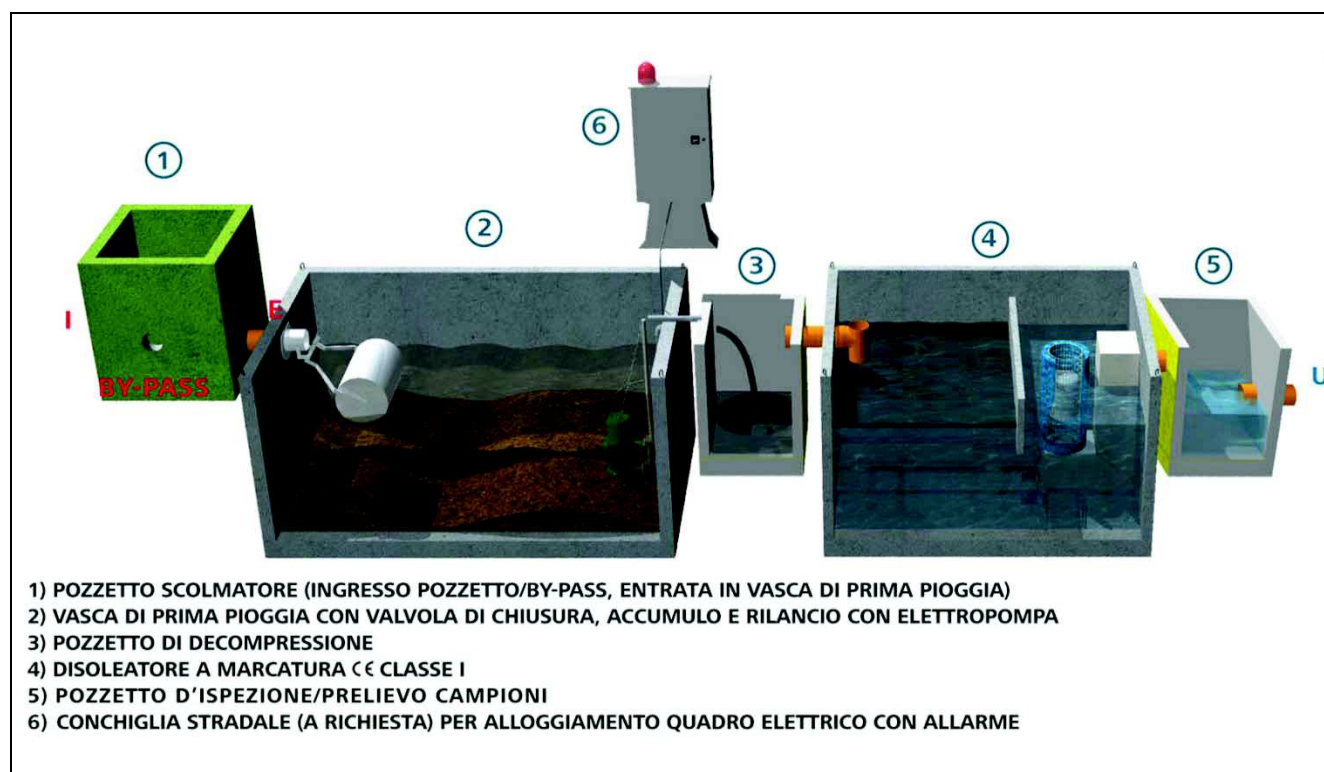 1
2
3
4
5
6
I
E
BY-PASS
U
1) POZZETTO SCOLMATORE (INGRESSO POZZETTO/BY-PASS, ENTRATA IN VASCA DI PRIMA PIOGGIA)
2) VASCA DI PRIMA PIOGGIA CON VALVOLA DI CHIUSURA, ACCUMULO E RILANCIO CON ELETTROPOMPA
3) POZZETTO DI DECOMPRESSIONE
4) DISOLEATORE A MARCATURA CE CLASSE I
5) POZZETTO D'ISPEZIONE/PRELIEVO CAMPIONI
6) CONCHIGLIA STRADALE (A RICHIESTA) PER ALLOGGIAMENTO QUADRO ELETTRICO CON ALLARME